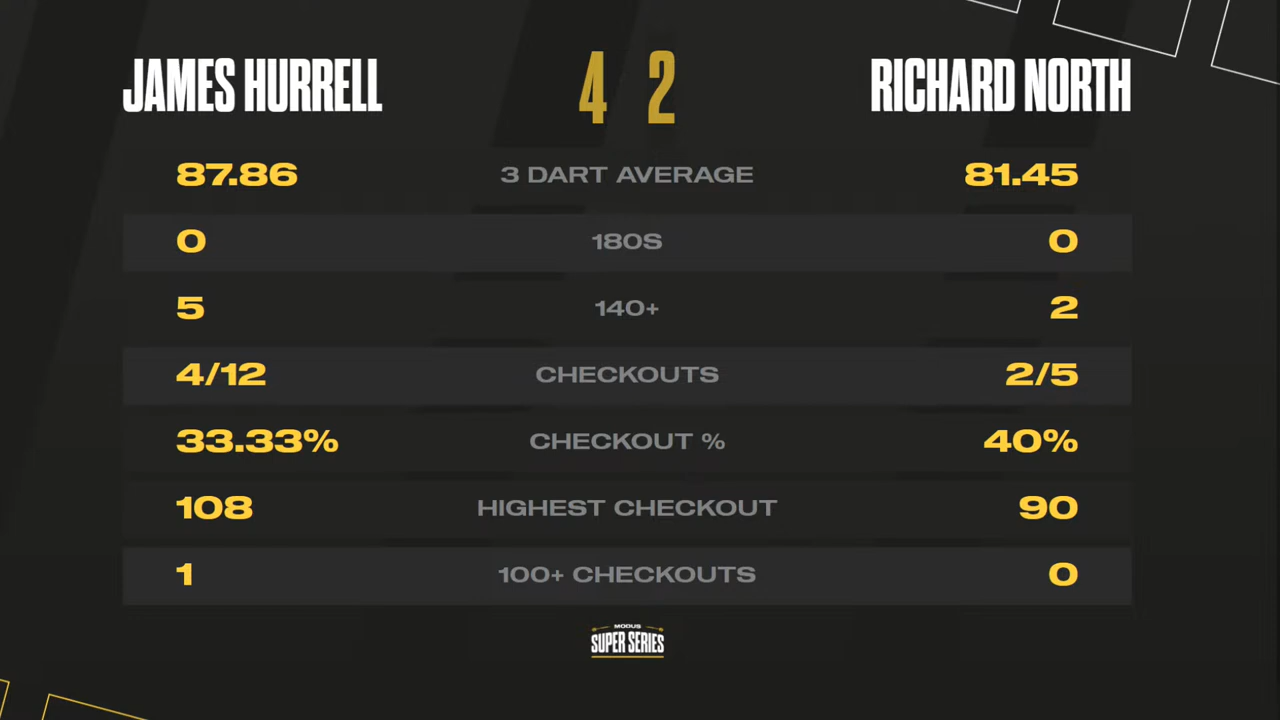 JAMES HURRELL 4 2 RICHARD NORTH
87.86 3 DART AVERAGE 81.45
0 180S 0
5 140+ 2
4/12 CHECKOUTS 2/5
33.33% CHECKOUT % 40%
108 HIGHEST CHECKOUT 90
1 100+ CHECKOUTS 0
MODUS
SUPER SERIES